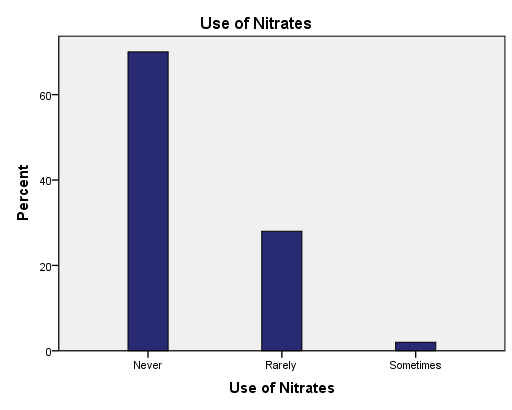 Use of Nitrates
Percent
60
40
20
0
Never Rarely Sometimes
Use of Nitrates